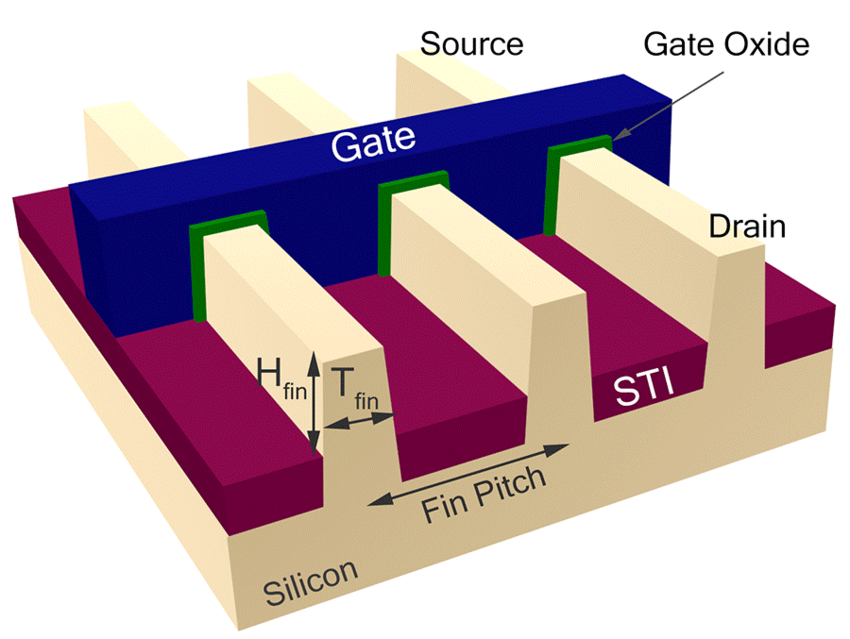 Source
Gate Oxide
Gate
Drain
Hfin
Tfin
STI
Fin Pitch
Silicon